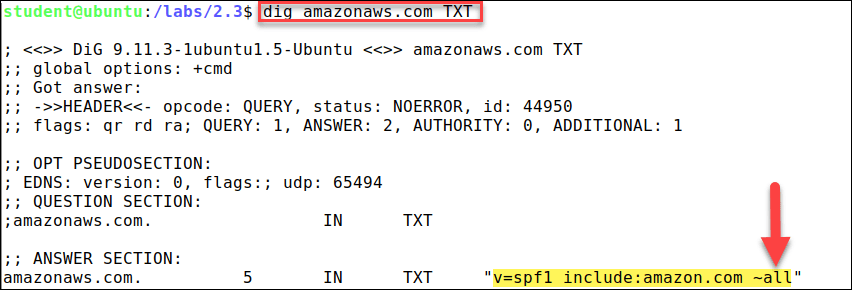 student@ubuntu:/labs/2.3$ dig amazonaws.com TXT
; <<>> DiG 9.11.3-1ubuntu1.5-Ubuntu <<>> amazonaws.com TXT
;; global options: +cmd
;; Got answer:
;; ->>HEADER<<- opcode: QUERY, status: NOERROR, id: 44950
;; flags: qr rd ra; QUERY: 1, ANSWER: 2, AUTHORITY: 0, ADDITIONAL: 1
;; OPT PSEUDOSECTION:
; EDNS: version: 0, flags:; udp: 65494
;; QUESTION SECTION:
;amazonaws.com. IN TXT
;; ANSWER SECTION:
amazonaws.com. 5 IN TXT "v=spf1 include:amazon.com ~all"